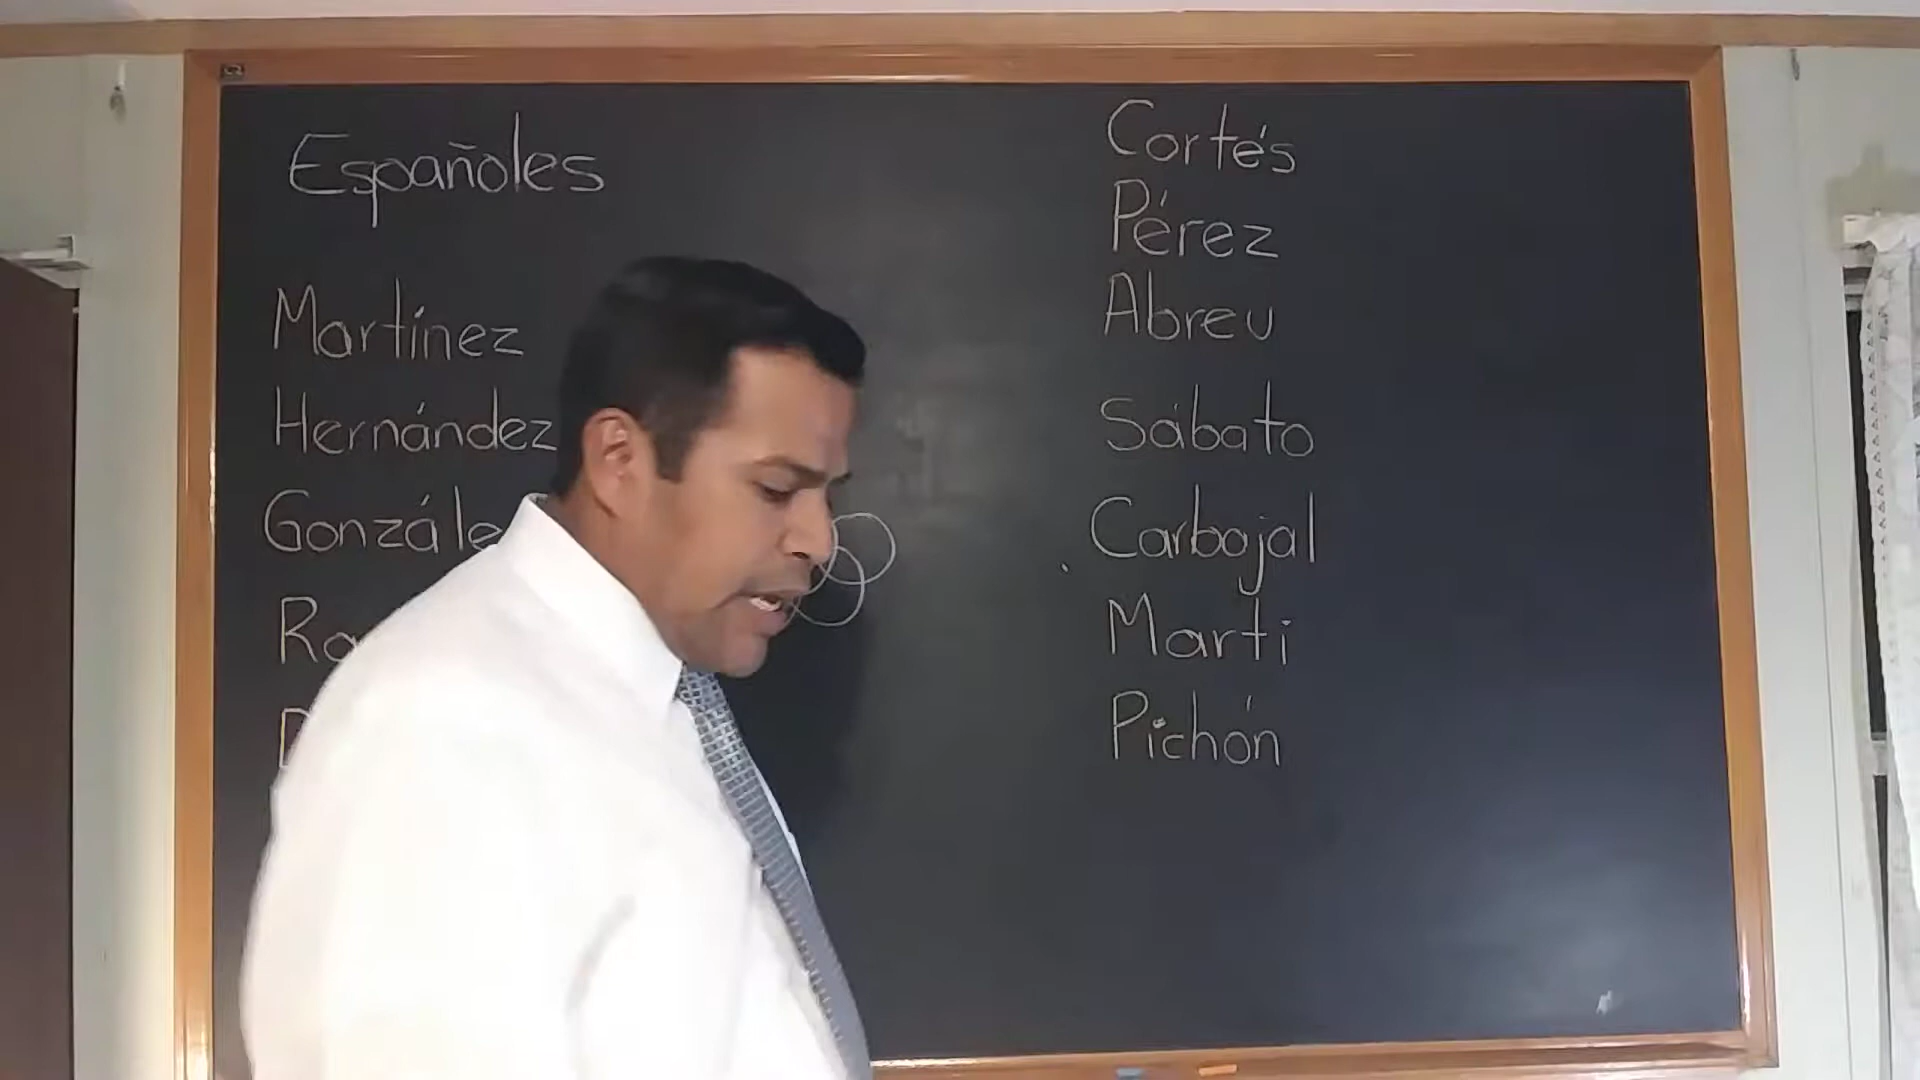 Españoles
Martínez
Hernández
Cortés
Pérez
Abreu
Sábato
Carbajal
Marti
Pichón